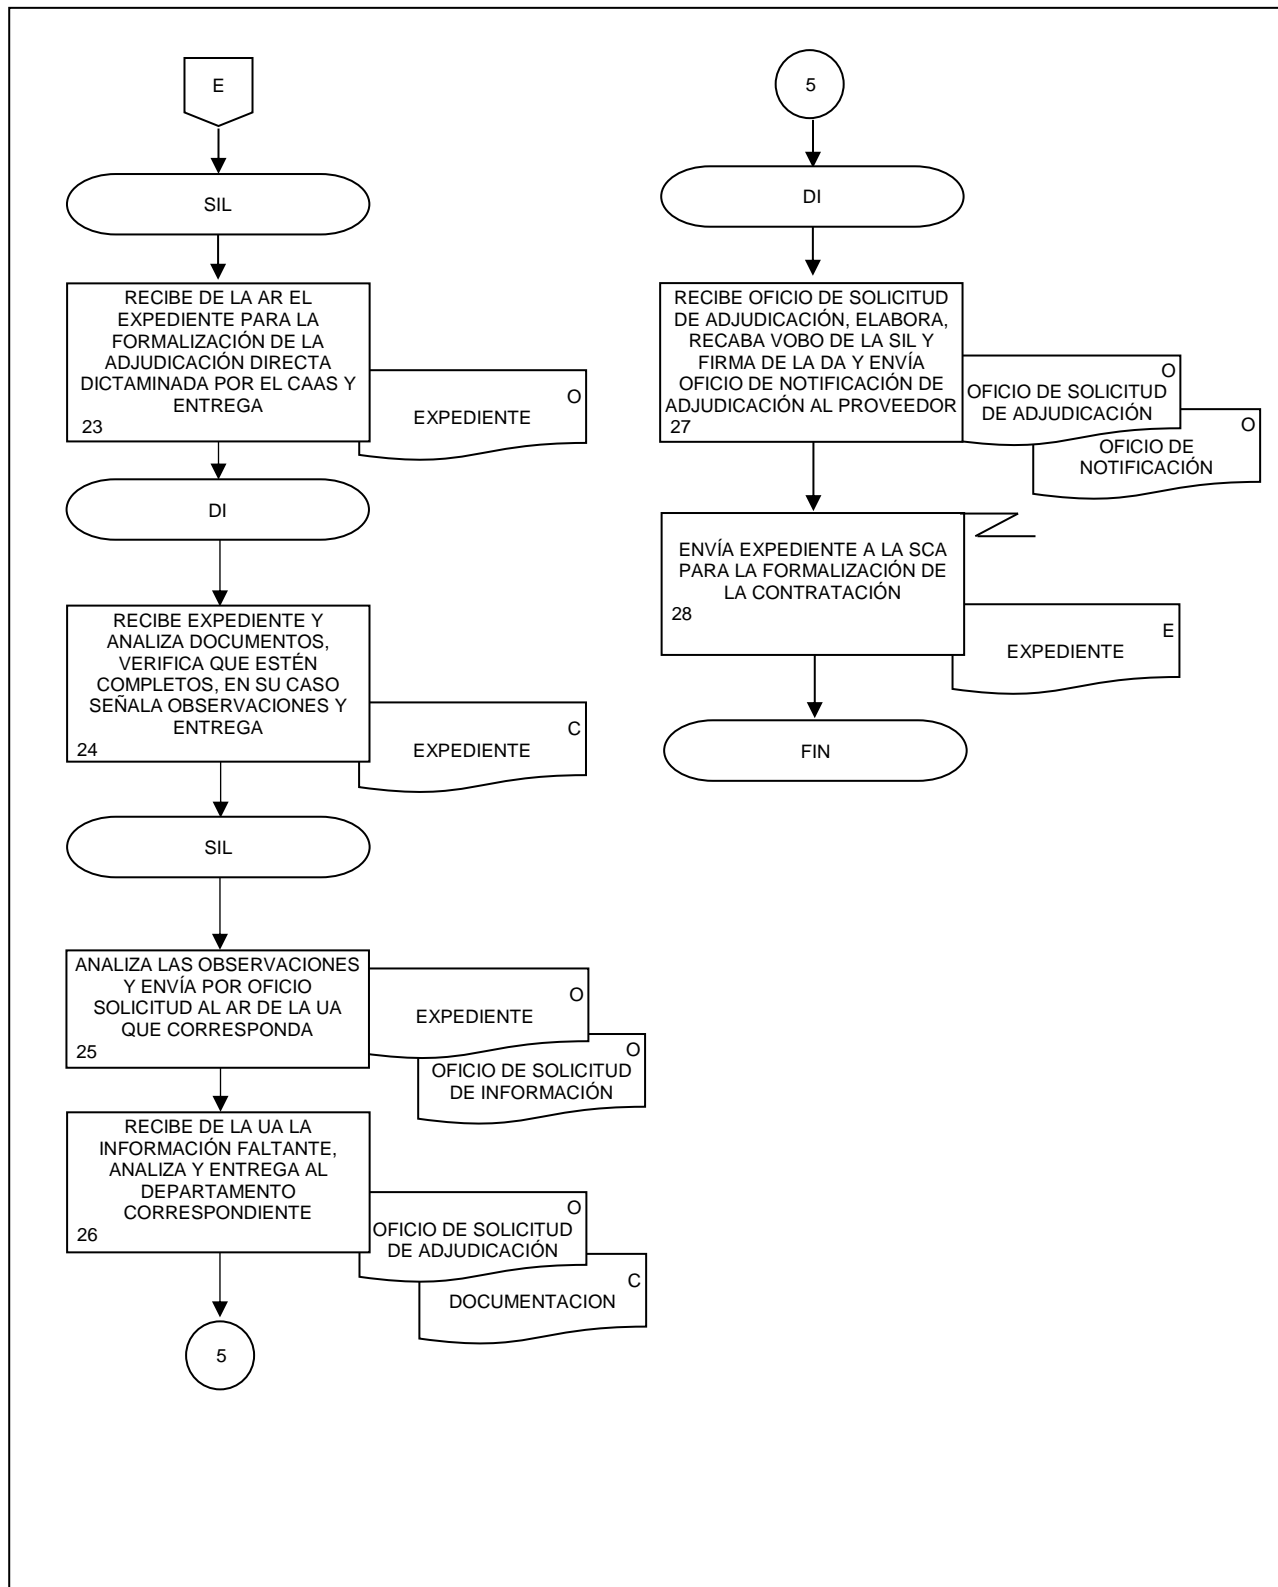 E
SIL
RECIBE DE LA AR EL
EXPEDIENTE PARA LA
FORMALIZACIÓN DE LA
ADJUDICACIÓN DIRECTA
DICTAMINADA POR EL CAAS Y
ENTREGA
23
O
EXPEDIENTE
DI
RECIBE EXPEDIENTE Y
ANALIZA DOCUMENTOS,
VERIFICA QUE ESTÉN
COMPLETOS, EN SU CASO
SEÑALA OBSERVACIONES Y
ENTREGA
24
C
EXPEDIENTE
SIL
ANALIZA LAS OBSERVACIONES
Y ENVÍA POR OFICIO
SOLICITUD AL AR DE LA UA
QUE CORRESPONDA
25
O
EXPEDIENTE
O
OFICIO DE SOLICITUD
DE INFORMACIÓN
RECIBE DE LA UA LA
INFORMACIÓN FALTANTE,
ANALIZA Y ENTREGA AL
DEPARTAMENTO
CORRESPONDIENTE
26
O
OFICIO DE SOLICITUD
DE ADJUDICACIÓN
C
DOCUMENTACION
5
5
DI
RECIBE OFICIO DE SOLICITUD
DE ADJUDICACIÓN, ELABORA,
RECABA VOBO DE LA SIL Y
FIRMA DE LA DA Y ENVÍA
OFICIO DE NOTIFICACIÓN DE
ADJUDICACIÓN AL PROVEEDOR
27
O
OFICIO DE SOLICITUD
DE ADJUDICACIÓN
O
OFICIO DE
NOTIFICACIÓN
ENVÍA EXPEDIENTE A LA SCA
PARA LA FORMALIZACIÓN DE
LA CONTRATACIÓN
28
E
EXPEDIENTE
FIN